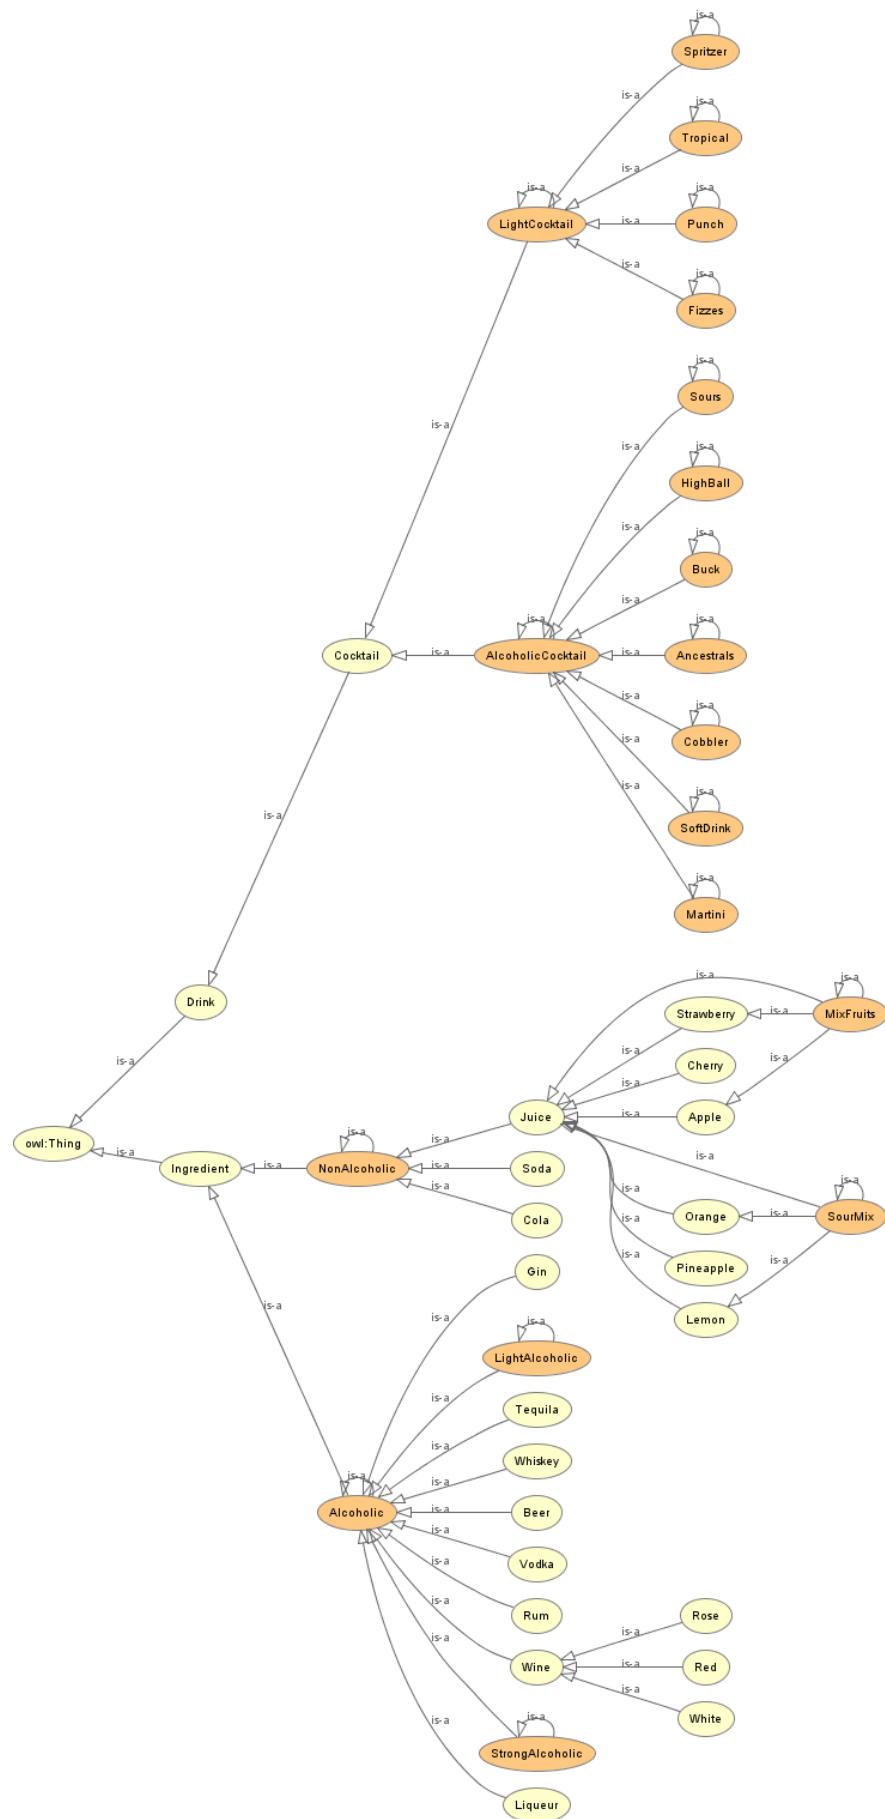 is-a
Spritzer
is-a
is-a
Tropical
is-a
is-a
is-a
LightCocktail
is-a
Punch
is-a
is-a
is-a
Fizzes
is-a
Sours
is-a
is-a
is-a
HighBall
is-a
is-a
Buck
is-a
is-a
is-a
Cocktail
is-a
AlcoholicCocktail
is-a
Ancestrals
is-a
is-a
Cobbler
is-a
is-a
SoftDrink
is-a
is-a
is-a
Martini
is-a
is-a
Drink
Strawberry
is-a
MixFruits
is-a
is-a
is-a
is-a
Cherry
is-a
Juice
is-a
Apple
owl:Thing
is-a
is-a
is-a
is-a
Ingredient
is-a
NonAlcoholic
is-a
Soda
is-a
is-a
is-a
Cola
is-a
Orange
is-a
SourMix
is-a
Gin
Pineapple
is-a
is-a
is-a
Lemon
is-a
is-a
LightAlcoholic
is-a
Tequila
is-a
Whiskey
is-a
is-a
Alcoholic
is-a
Beer
is-a
Vodka
is-a
Rum
Rose
is-a
is-a
is-a
Wine
is-a
Red
is-a
White
is-a
is-a
StrongAlcoholic
Liqueur